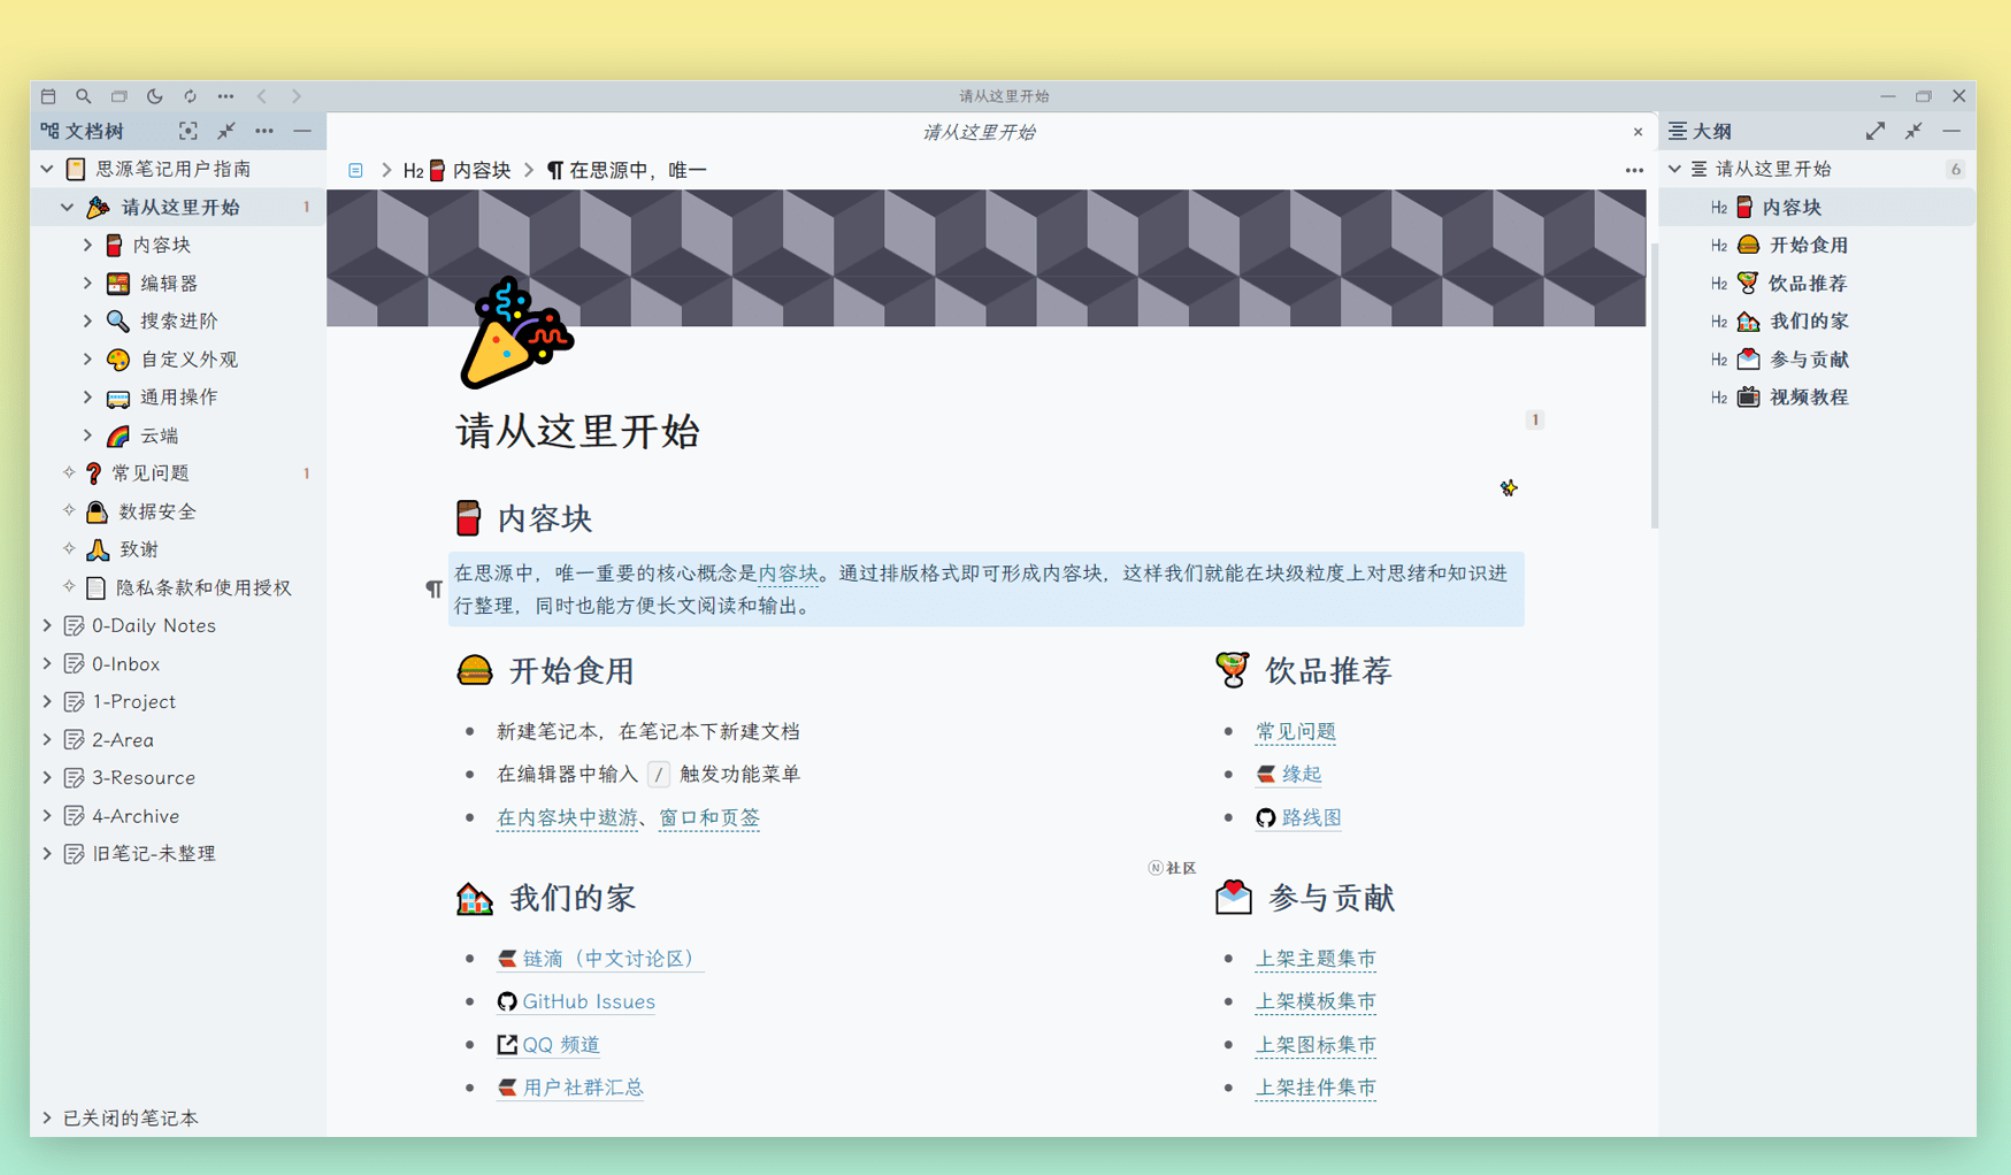 请从这里开始
文档树
思源笔记用户指南
请从这里开始 1
内容块
编辑器
搜索进阶
自定义外观
通用操作
云端
常见问题 1
数据安全
致谢
隐私条款和使用授权
0-Daily Notes
0-Inbox
1-Project
2-Area
3-Resource
4-Archive
旧笔记-未整理
已关闭的笔记本
请从这里开始
H2 内容块 > ¶ 在思源中，唯一
请从这里开始
1
内容块
¶
在思源中，唯一重要的核心概念是内容块。通过排版格式即可形成内容块，这样我们就能在块级粒度上对思绪和知识进
行整理，同时也能方便长文阅读和输出。
开始食用
新建笔记本，在笔记本下新建文档
在编辑器中输入 / 触发功能菜单
在内容块中遨游、窗口和页签
饮品推荐
常见问题
缘起
路线图
我们的家
链滴（中文讨论区）
GitHub Issues
QQ 频道
用户社群汇总
Ⓝ社区
参与贡献
上架主题集市
上架模板集市
上架图标集市
上架挂件集市
大纲
请从这里开始 6
H2 内容块
H2 开始食用
H2 饮品推荐
H2 我们的家
H2 参与贡献
H2 视频教程